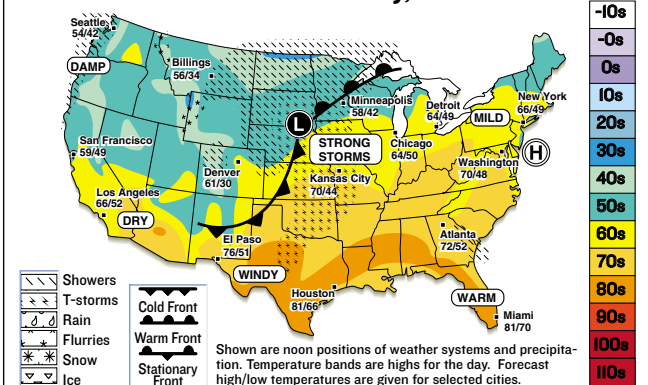 Seattle
54/42
DAMP
Billings
56/34
Minneapolis
58/42
Detroit
64/49
New York
66/49
MILD
L
H
San Francisco
59/49
STRONG
STORMS
Chicago
64/50
Denver
61/30
Kansas City
70/44
Washington
70/48
Los Angeles
66/52
DRY
El Paso
76/51
Atlanta
72/52
WINDY
Houston
81/66
WARM
Miami
81/70
Showers
T-storms
Rain
Flurries
Snow
Ice
Cold Front
Warm Front
Stationary
Front
Shown are noon positions of weather systems and precipita-
tion. Temperature bands are highs for the day. Forecast
high/low temperatures are given for selected cities.
-10s
-0s
0s
10s
20s
30s
40s
50s
60s
70s
80s
90s
100s
110s